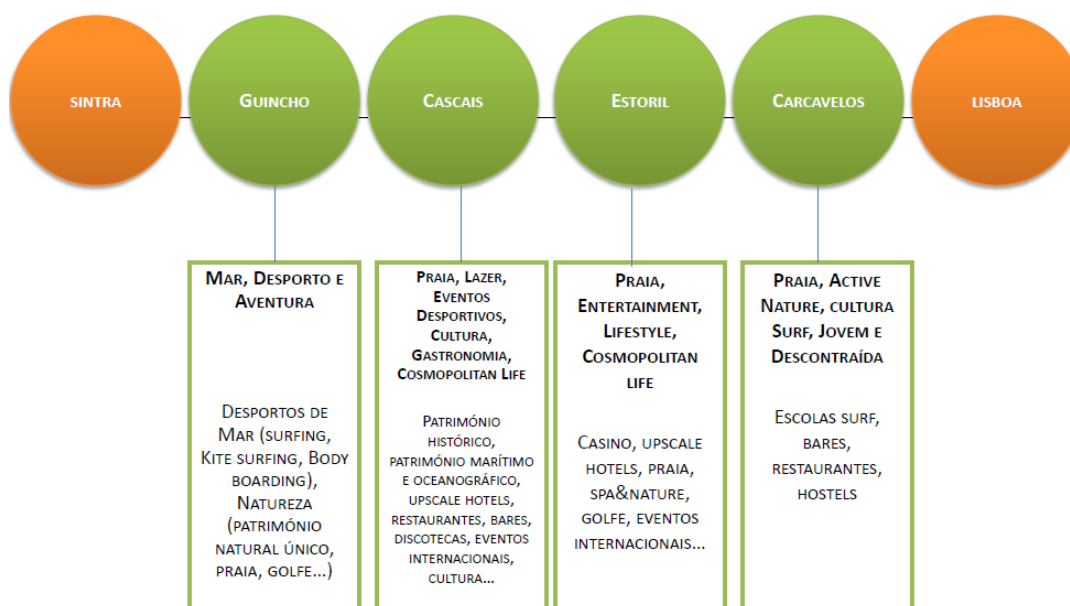 SINTRA
GUINCHO
CASCAIS
ESTORIL
CARCAVELOS
LISBOA
MAR, DESPORTO E
AVENTURA
DESPORTOS DE
MAR (SURFING,
KITE SURFING, BODY
BOARDING),
NATUREZA
(PATRIMÓNIO
NATURAL ÚNICO,
PRAIA, GOLFE...)
PRAIA, LAZER,
EVENTOS
DESPORTIVOS,
CULTURA,
GASTRONOMIA,
COSMOPOLITAN LIFE
PATRIMÓNIO
HISTÓRICO,
PATRIMÓNIO MARÍTIMO
E OCEANOGRÁFICO,
UPSCALE HOTELS,
RESTAURANTES, BARES,
DISCOTECAS, EVENTOS
INTERNACIONAIS,
CULTURA...
PRAIA,
ENTERTAINMENT,
LIFESTYLE,
COSMOPOLITAN
LIFE
CASINO, UPSCALE
HOTELS, PRAIA,
SPA&NATURE,
GOLFE, EVENTOS
INTERNACIONAIS...
PRAIA, ACTIVE
NATURE, CULTURA
SURF, JOVEM E
DESCONTRAÍDA
ESCOLAS SURF,
BARES,
RESTAURANTES,
HOSTELS